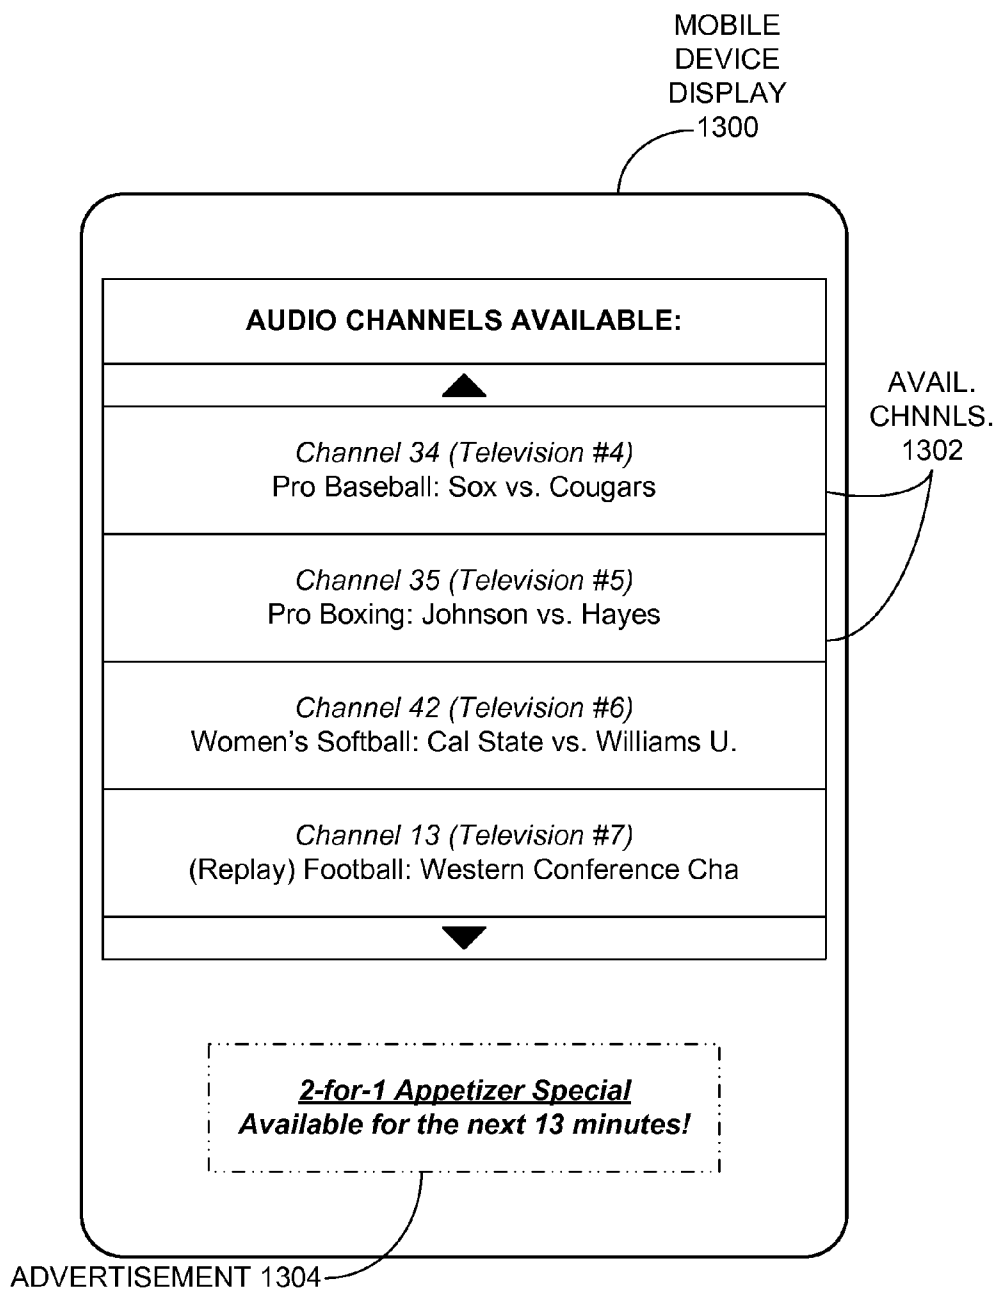 MOBILE
DEVICE
DISPLAY
1300
AUDIO CHANNELS AVAILABLE:
AVAIL.
CHNNLS.
1302
Channel 34 (Television #4)
Pro Baseball: Sox vs. Cougars
Channel 35 (Television #5)
Pro Boxing: Johnson vs. Hayes
Channel 42 (Television #6)
Women's Softball: Cal State vs. Williams U.
Channel 13 (Television #7)
(Replay) Football: Western Conference Cha
2-for-1 Appetizer Special
Available for the next 13 minutes!
ADVERTISEMENT 1304